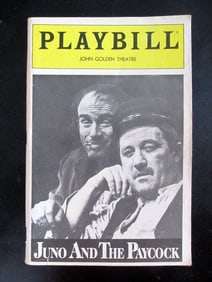 PLAYBILL
JOHN GOLDEN THEATRE
JUNO AND THE PAYCOCK